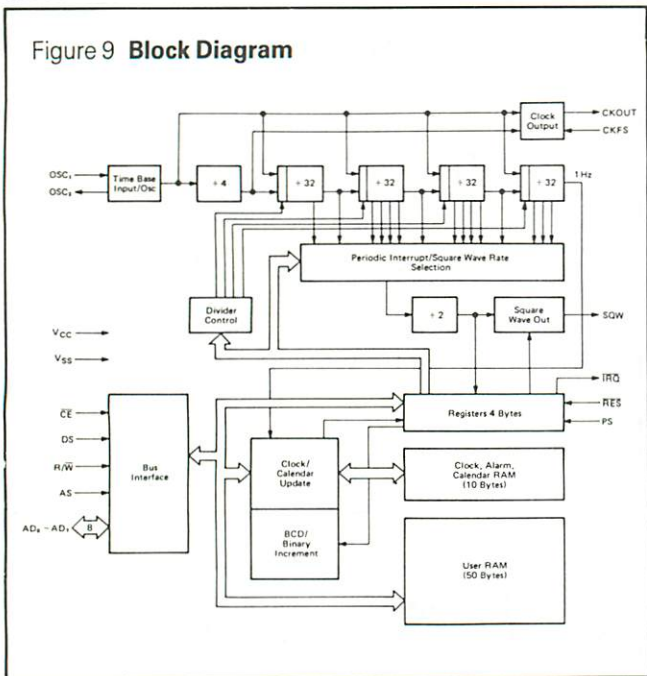 Figure 9 Block Diagram
Clock
Output
CKOUT
CKFS
OSC₁
OSC₂
Time Base
Input/Osc
÷ 4
÷ 32
÷ 32
÷ 32
÷ 32
1 Hz
Periodic Interrupt/Square Wave Rate
Selection
Divider
Control
÷ 2
Square
Wave Out
SQW
VCC
VSS
IRQ
RES
PS
Registers 4 Bytes
CE
DS
R/W
AS
AD₀ – AD₇
8
Bus
Interface
Clock/
Calendar
Update
BCD/
Binary
Increment
Clock, Alarm,
Calendar RAM
(10 Bytes)
User RAM
(50 Bytes)